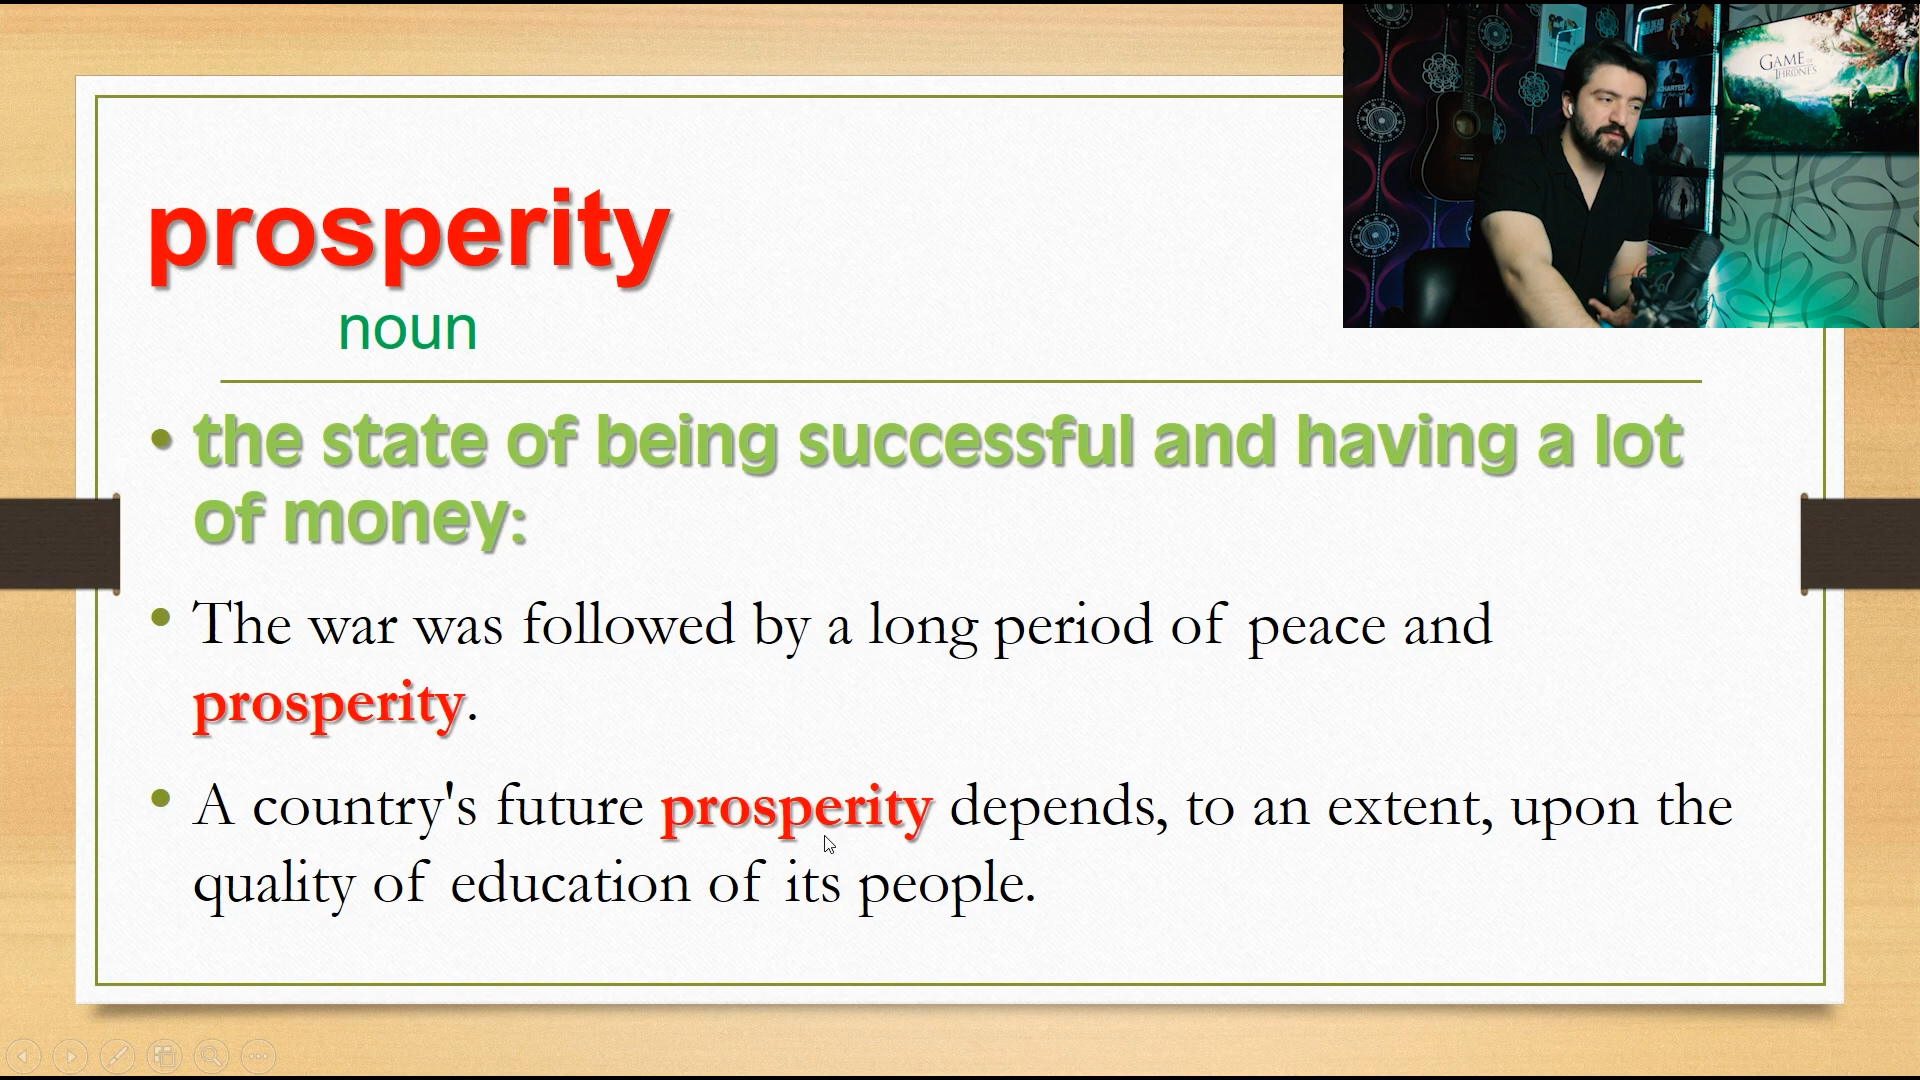 prosperity
noun
• the state of being successful and having a lot
of money:
• The war was followed by a long period of peace and
prosperity.
• A country's future prosperity depends, to an extent, upon the
quality of education of its people.
GAME OF
THRONES
UNCHARTED